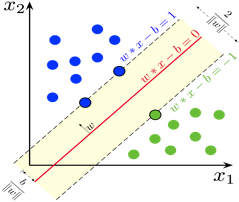 x₂
w * x − b = 1
2
‖w‖
w * x − b = 0
w * x − b = −1
w
b
‖w‖
x₁